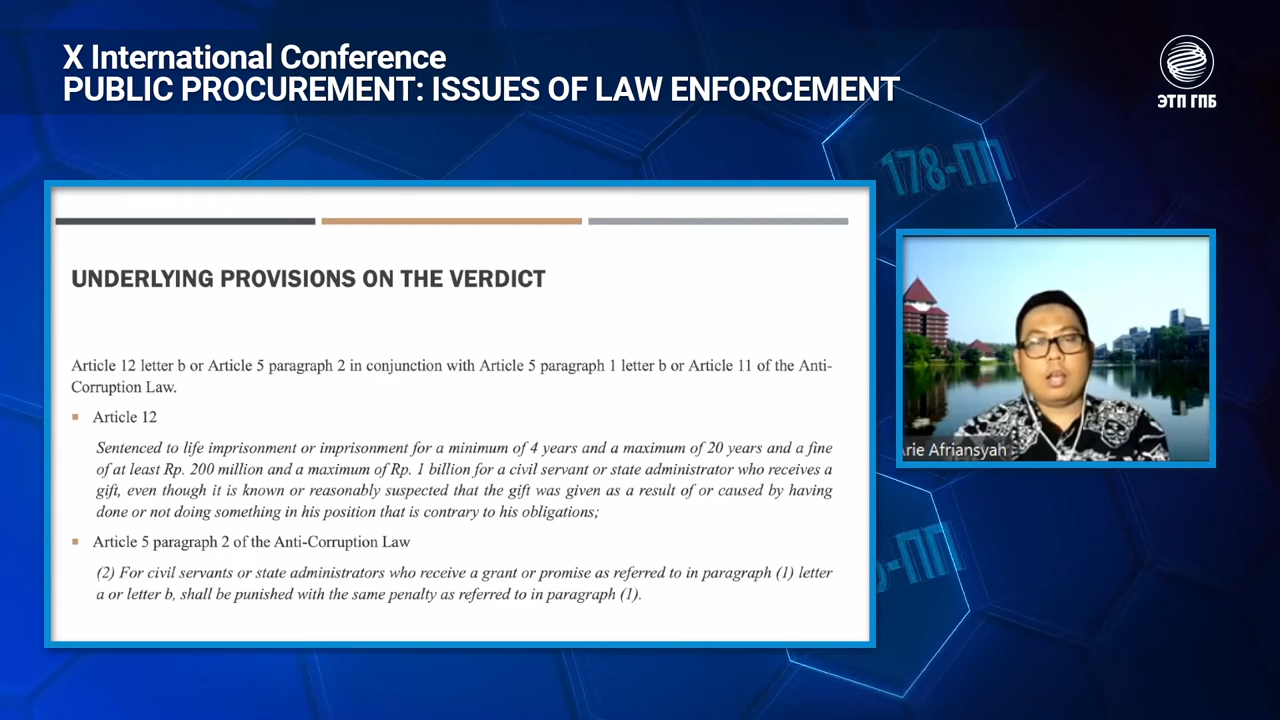 X International Conference
PUBLIC PROCUREMENT: ISSUES OF LAW ENFORCEMENT
ЭТП ГПБ
178-ПП
UNDERLYING PROVISIONS ON THE VERDICT
Article 12 letter b or Article 5 paragraph 2 in conjunction with Article 5 paragraph 1 letter b or Article 11 of the Anti-
Corruption Law.
Article 12
Sentenced to life imprisonment or imprisonment for a minimum of 4 years and a maximum of 20 years and a fine
of at least Rp. 200 million and a maximum of Rp. 1 billion for a civil servant or state administrator who receives a
gift, even though it is known or reasonably suspected that the gift was given as a result of or caused by having
done or not doing something in his position that is contrary to his obligations;
Article 5 paragraph 2 of the Anti-Corruption Law
(2) For civil servants or state administrators who receive a grant or promise as referred to in paragraph (1) letter
a or letter b, shall be punished with the same penalty as referred to in paragraph (1).
rie Afriansyah
-ПП